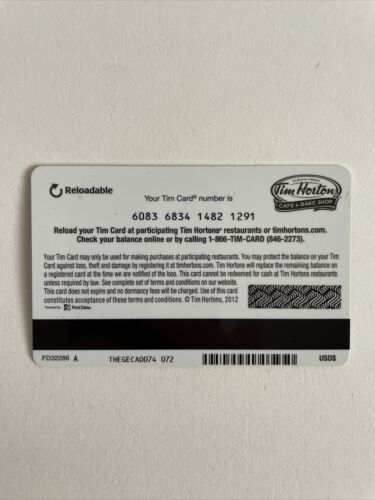 Reloadable
ALWAYS FRESH
Tim Hortons
CAFE & BAKE SHOP
Your Tim Card® number is
6083 6834 1482 1291
Reload your Tim Card at participating Tim Hortons® restaurants or timhortons.com.
Check your balance online or by calling 1-866-TIM-CARD (846-2273).
Your Tim Card may only be used for making purchases at participating restaurants. You may protect the balance on your Tim
Card against loss, theft and damage by registering it at timhortons.com. Tim Hortons will replace the remaining balance on
a registered card at the time we are notified of the loss. This card cannot be redeemed for cash at Tim Hortons restaurants
unless required by law. See complete set of terms and conditions on our website.
This card does not expire and no dormancy fees will be charged. Use of this card
constitutes acceptance of these terms and conditions. © Tim Hortons, 2012
Powered by First Data.
FD32286 A
THEGECA0074 072
USD$